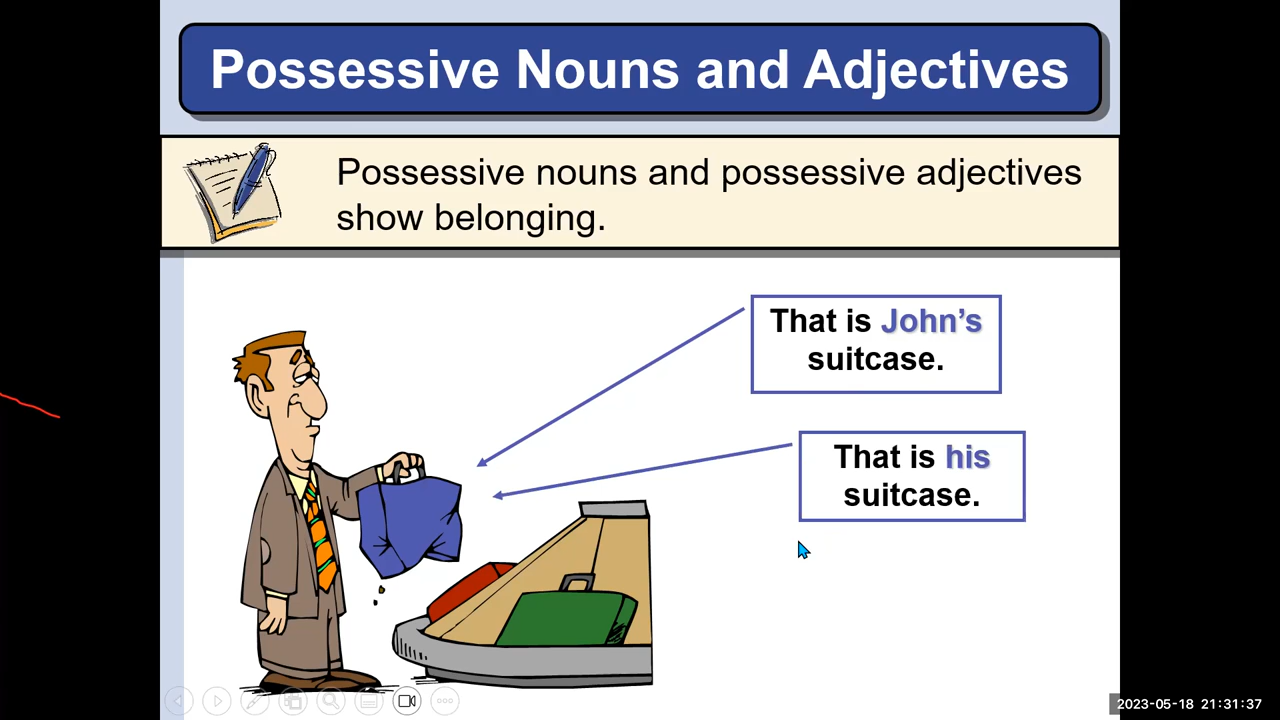 Possessive Nouns and Adjectives
Possessive nouns and possessive adjectives
show belonging.
That is John’s
suitcase.
That is his
suitcase.
2023-05-18 21:31:37